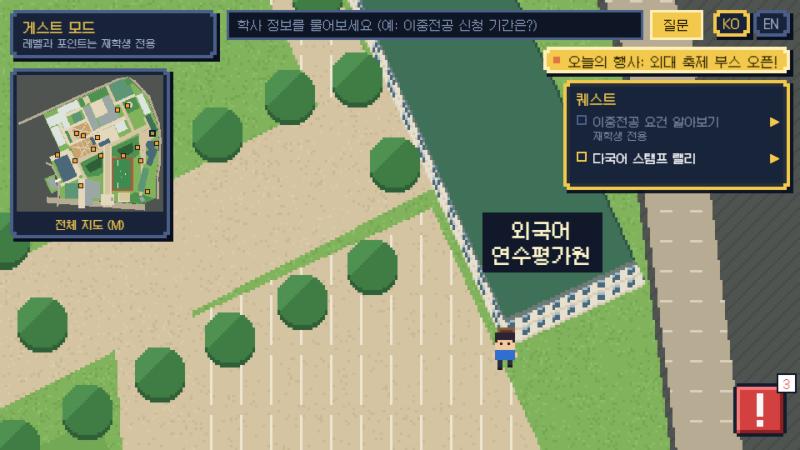 게스트 모드
레벨과 포인트는 재학생 전용
학사 정보를 물어보세요 (예: 이중전공 신청 기간은?)
질문
KO
EN
오늘의 행사: 외대 축제 부스 오픈!
퀘스트
이중전공 요건 알아보기
재학생 전용
다국어 스탬프 랠리
전체 지도 (M)
외국어
연수평가원
3
!